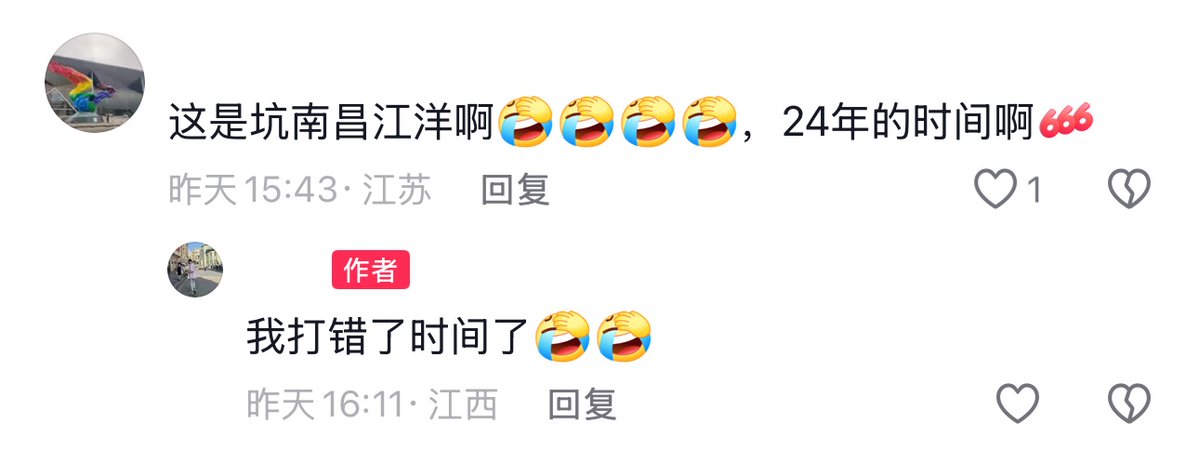 这是坑南昌江洋啊🤣🤣🤣🤣，24年的时间啊666
昨天 15:43 · 江苏 回复 1
作者
我打错了时间了🤣🤣
昨天 16:11 · 江西 回复